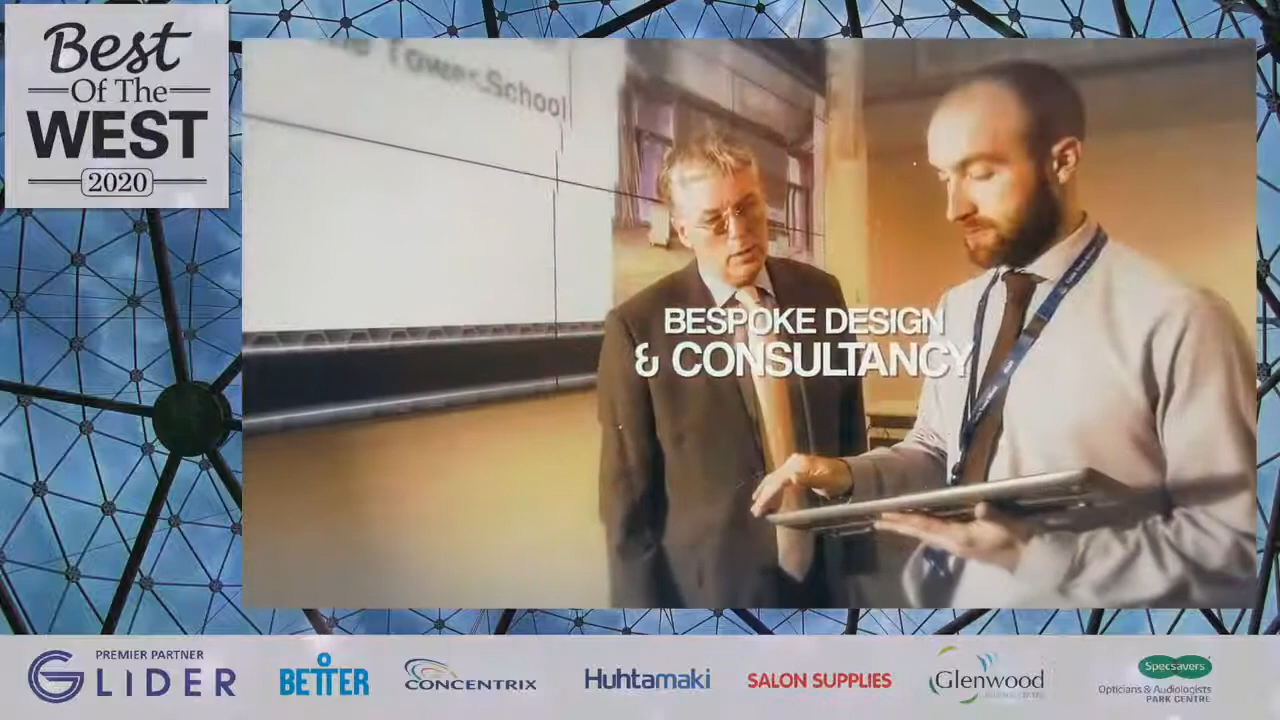 Best
Of The
WEST
2020
Tower School
BESPOKE DESIGN
& CONSULTANCY
PREMIER PARTNER
GLIDER
BETTER
CONCENTRIX
Huhtamaki
SALON SUPPLIES
Glenwood
Specsavers
Opticians & Audiologists
PARK CENTRE